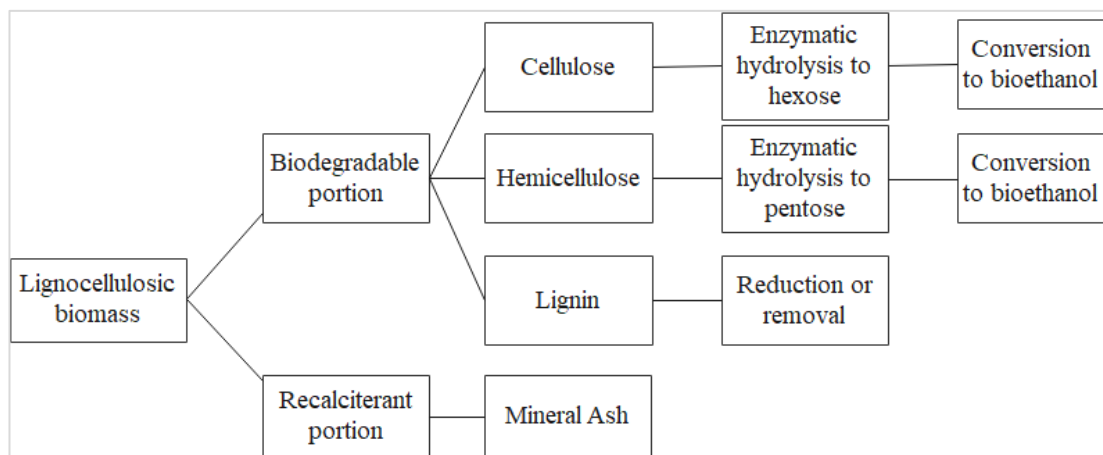 Cellulose
Enzymatic
hydrolysis to
hexose
Conversion
to bioethanol
Biodegradable
portion
Hemicellulose
Enzymatic
hydrolysis to
pentose
Conversion
to bioethanol
Lignocellulosic
biomass
Lignin
Reduction or
removal
Recalciterant
portion
Mineral Ash